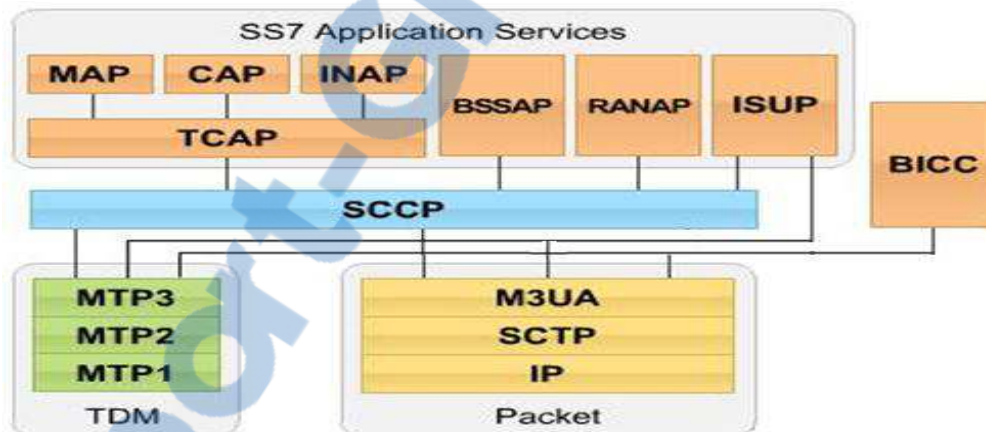 SS7 Application Services
MAP CAP INAP
BSSAP RANAP ISUP
TCAP
BICC
SCCP
MTP3
MTP2
MTP1
TDM
M3UA
SCTP
IP
Packet